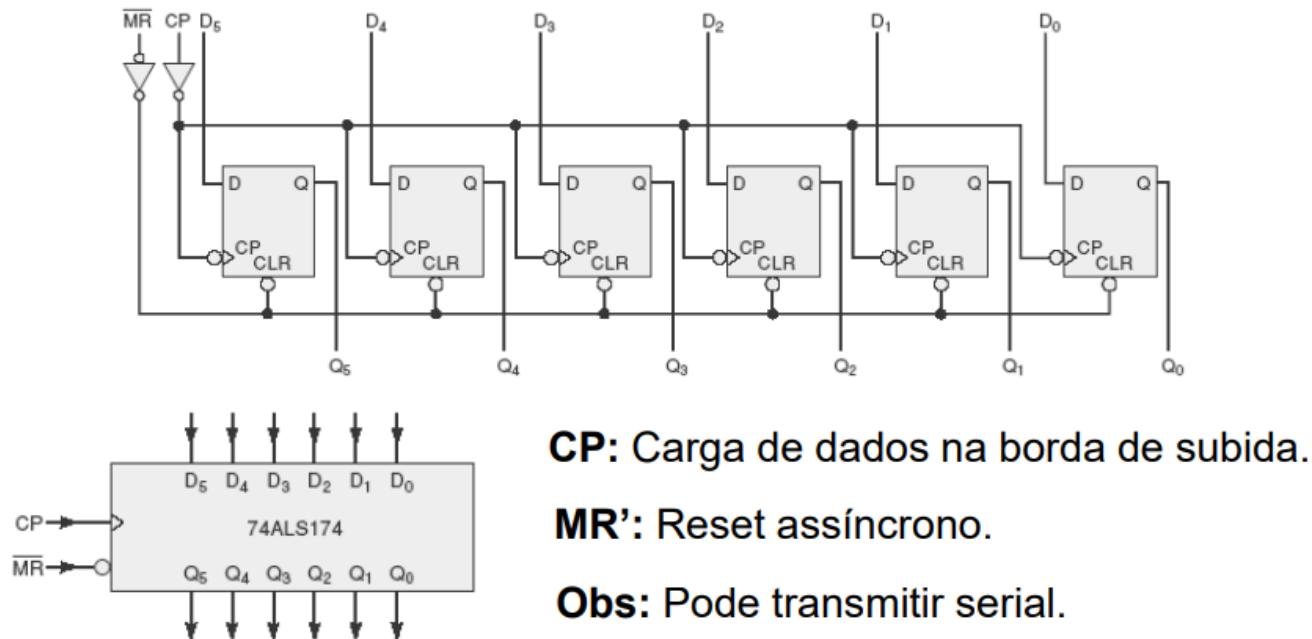 MR CP D5 D4 D3 D2 D1 D0
D Q D Q D Q D Q D Q D Q
CP CP CP CP CP CP
CLR CLR CLR CLR CLR CLR
Q5 Q4 Q3 Q2 Q1 Q0
D5 D4 D3 D2 D1 D0
CP 74ALS174
MR
Q5 Q4 Q3 Q2 Q1 Q0
CP: Carga de dados na borda de subida.
MR’: Reset assíncrono.
Obs: Pode transmitir serial.